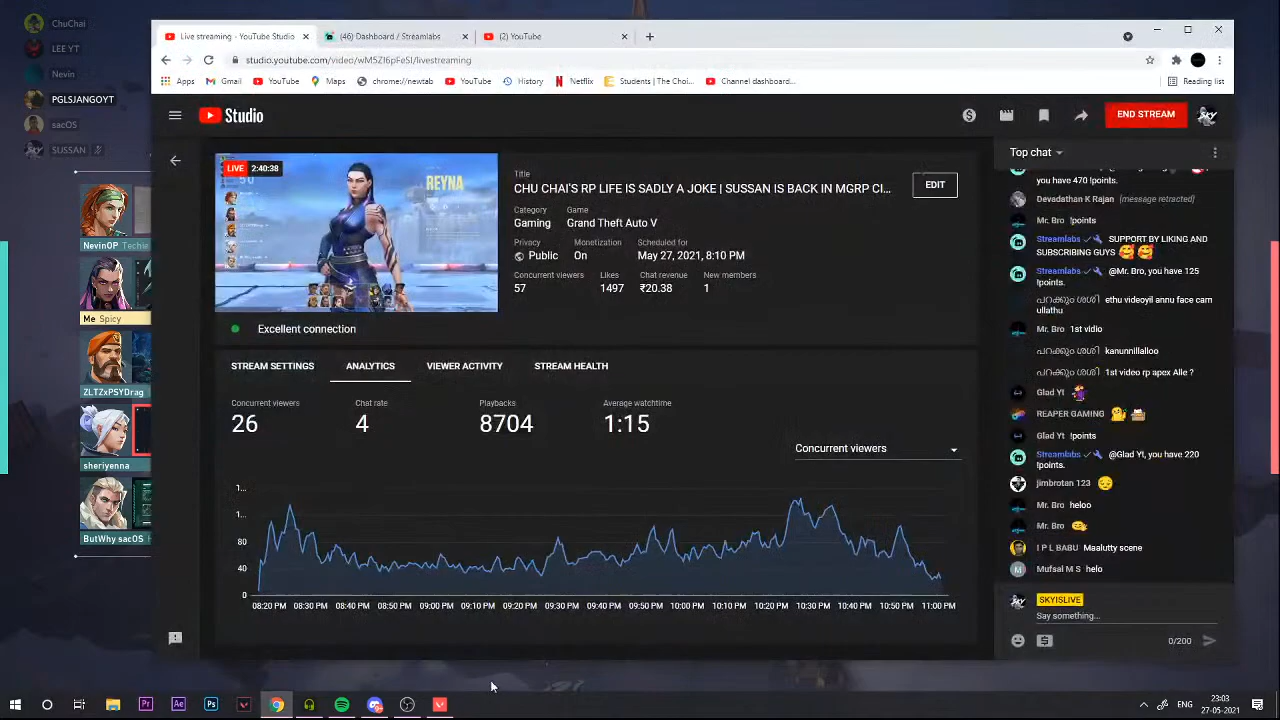 ChuChai
LEE YT
Nevin
PGLSJANGOYT
sacOS
SUSSAN
NevinOP Techie
Me Spicy
ZLTZxPSYDrag
sheriyenna
ButWhy sacOS
Live streaming - YouTube Studio
(46) Dashboard / Streamlabs
(2) YouTube
studio.youtube.com/video/wM5ZI6pFeSI/livestreaming
Apps
Gmail
YouTube
Maps
chrome://newtab
YouTube
History
Netflix
Students | The Choi...
Channel dashboard...
Reading list
Studio
END STREAM
LIVE 2:40:38
REYNA
Title
CHU CHAI'S RP LIFE IS SADLY A JOKE | SUSSAN IS BACK IN MGRP CI...
EDIT
Category Game
Gaming Grand Theft Auto V
Privacy Monetization Scheduled for
Public On May 27, 2021, 8:10 PM
Concurrent viewers Likes Chat revenue New members
57 1497 ₹20.38 1
Excellent connection
STREAM SETTINGS ANALYTICS VIEWER ACTIVITY STREAM HEALTH
Concurrent viewers Chat rate Playbacks Average watchtime
26 4 8704 1:15
Concurrent viewers
1...
1...
80
40
0
08:20 PM 08:30 PM 08:40 PM 08:50 PM 09:00 PM 09:10 PM 09:20 PM 09:30 PM 09:40 PM 09:50 PM 10:00 PM 10:10 PM 10:20 PM 10:30 PM 10:40 PM 10:50 PM 11:00 PM
Top chat
you have 470 !points.
Devadathan K Rajan (message retracted)
Mr. Bro !points
Streamlabs SUPPORT BY LIKING AND
SUBSCRIBING GUYS
Streamlabs @Mr. Bro, you have 125
!points.
പറക്കും ശശി ethu videoyil annu face cam
ullathu
Mr. Bro 1st vidio
പറക്കും ശശി kanunnillalloo
പറക്കും ശശി 1st video rp apex Alle ?
Glad Yt
REAPER GAMING
Glad Yt !points
Streamlabs @Glad Yt, you have 220
!points.
jimbrotan 123
Mr. Bro heloo
Mr. Bro
I P L BABU Maalutty scene
Mufsal M S helo
SKYISLIVE
Say something...
0/200
ENG
23:03
27-05-2021